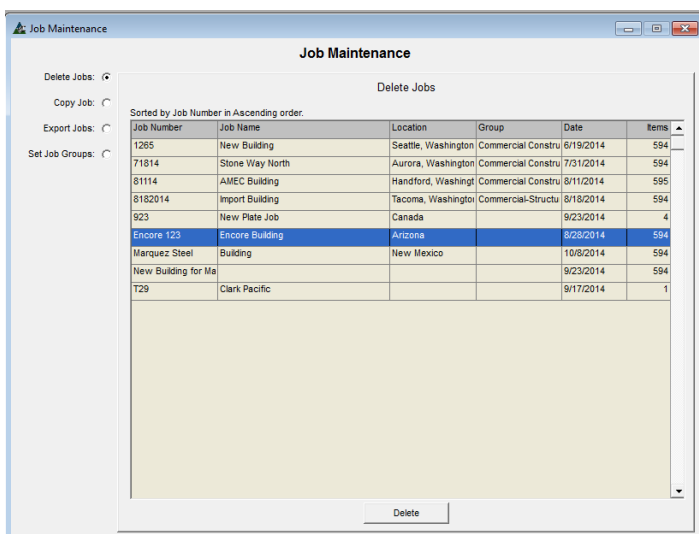 Job Maintenance
Job Maintenance
Delete Jobs:
Copy Job:
Export Jobs:
Set Job Groups:
Delete Jobs
Sorted by Job Number in Ascending order.
Job Number Job Name Location Group Date Items
1265 New Building Seattle, Washington Commercial Constru 6/19/2014 594
71814 Stone Way North Aurora, Washington Commercial Constru 7/31/2014 594
81114 AMEC Building Handford, Washingt Commercial Constru 8/11/2014 595
8182014 Import Building Tacoma, Washingto Commercial-Structu 8/18/2014 594
923 New Plate Job Canada 9/23/2014 4
Encore 123 Encore Building Arizona 8/28/2014 594
Marquez Steel Building New Mexico 10/8/2014 594
New Building for Ma 9/23/2014 594
T29 Clark Pacific 9/17/2014 1
Delete